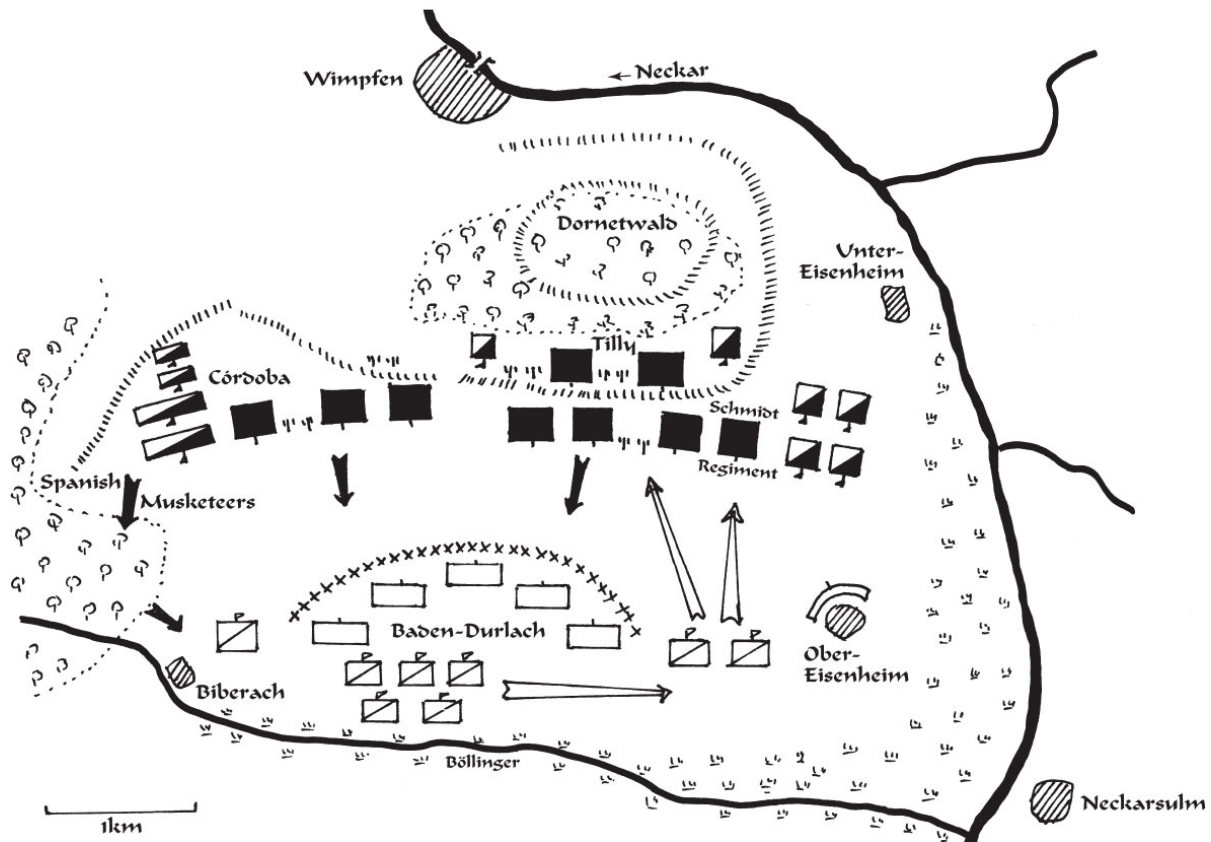 Wimpfen
← Neckar
Dornetwald
Unter-
Eisenheim
Tilly
Córdoba
Schmidt
Regiment
Spanish
Musketeers
Baden-Durlach
Ober-
Eisenheim
Biberach
Böllinger
Neckarsulm
1km